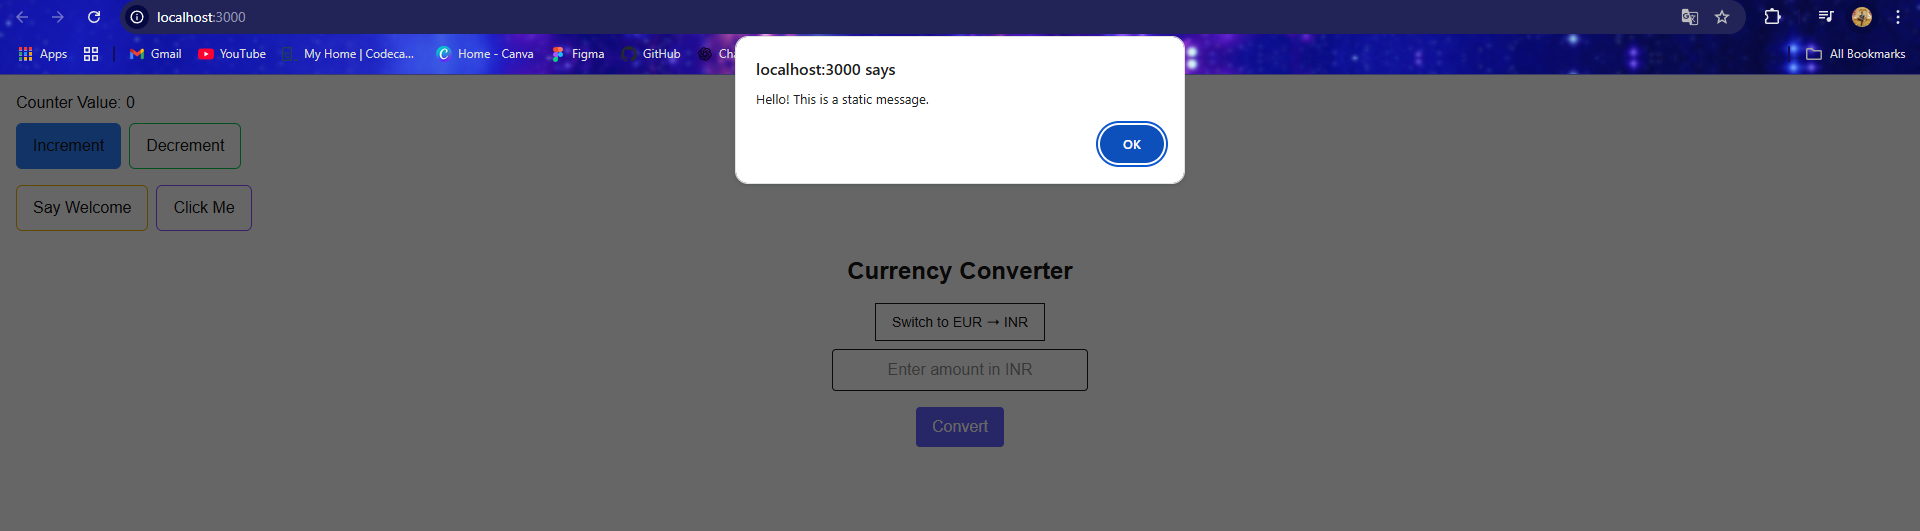 localhost:3000
Apps
Gmail
YouTube
My Home | Codeca...
Home - Canva
Figma
GitHub
All Bookmarks
localhost:3000 says
Hello! This is a static message.
OK
Counter Value: 0
Increment
Decrement
Say Welcome
Click Me
Currency Converter
Switch to EUR → INR
Enter amount in INR
Convert